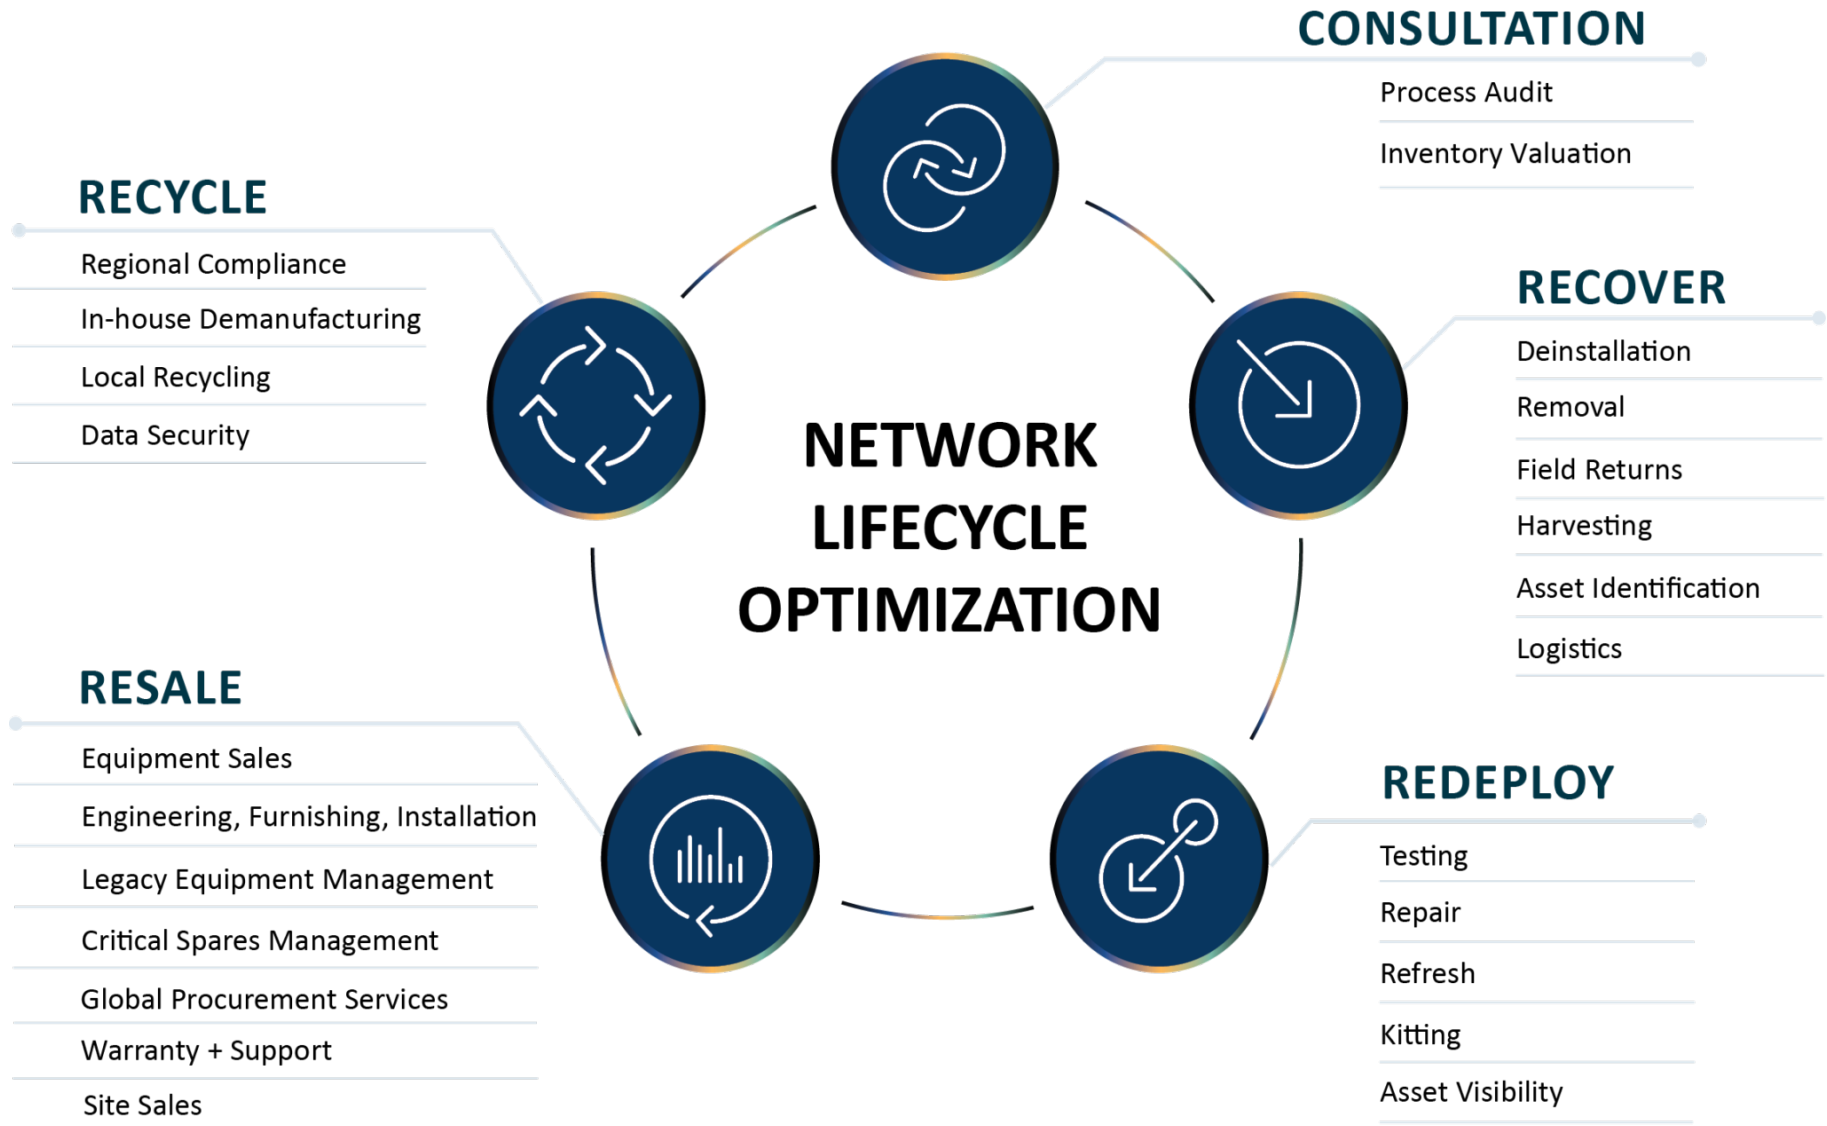 CONSULTATION
Process Audit
Inventory Valuation
RECOVER
Deinstallation
Removal
Field Returns
Harvesting
Asset Identification
Logistics
REDEPLOY
Testing
Repair
Refresh
Kitting
Asset Visibility
RESALE
Equipment Sales
Engineering, Furnishing, Installation
Legacy Equipment Management
Critical Spares Management
Global Procurement Services
Warranty + Support
Site Sales
RECYCLE
Regional Compliance
In-house Demanufacturing
Local Recycling
Data Security
NETWORK
LIFECYCLE
OPTIMIZATION